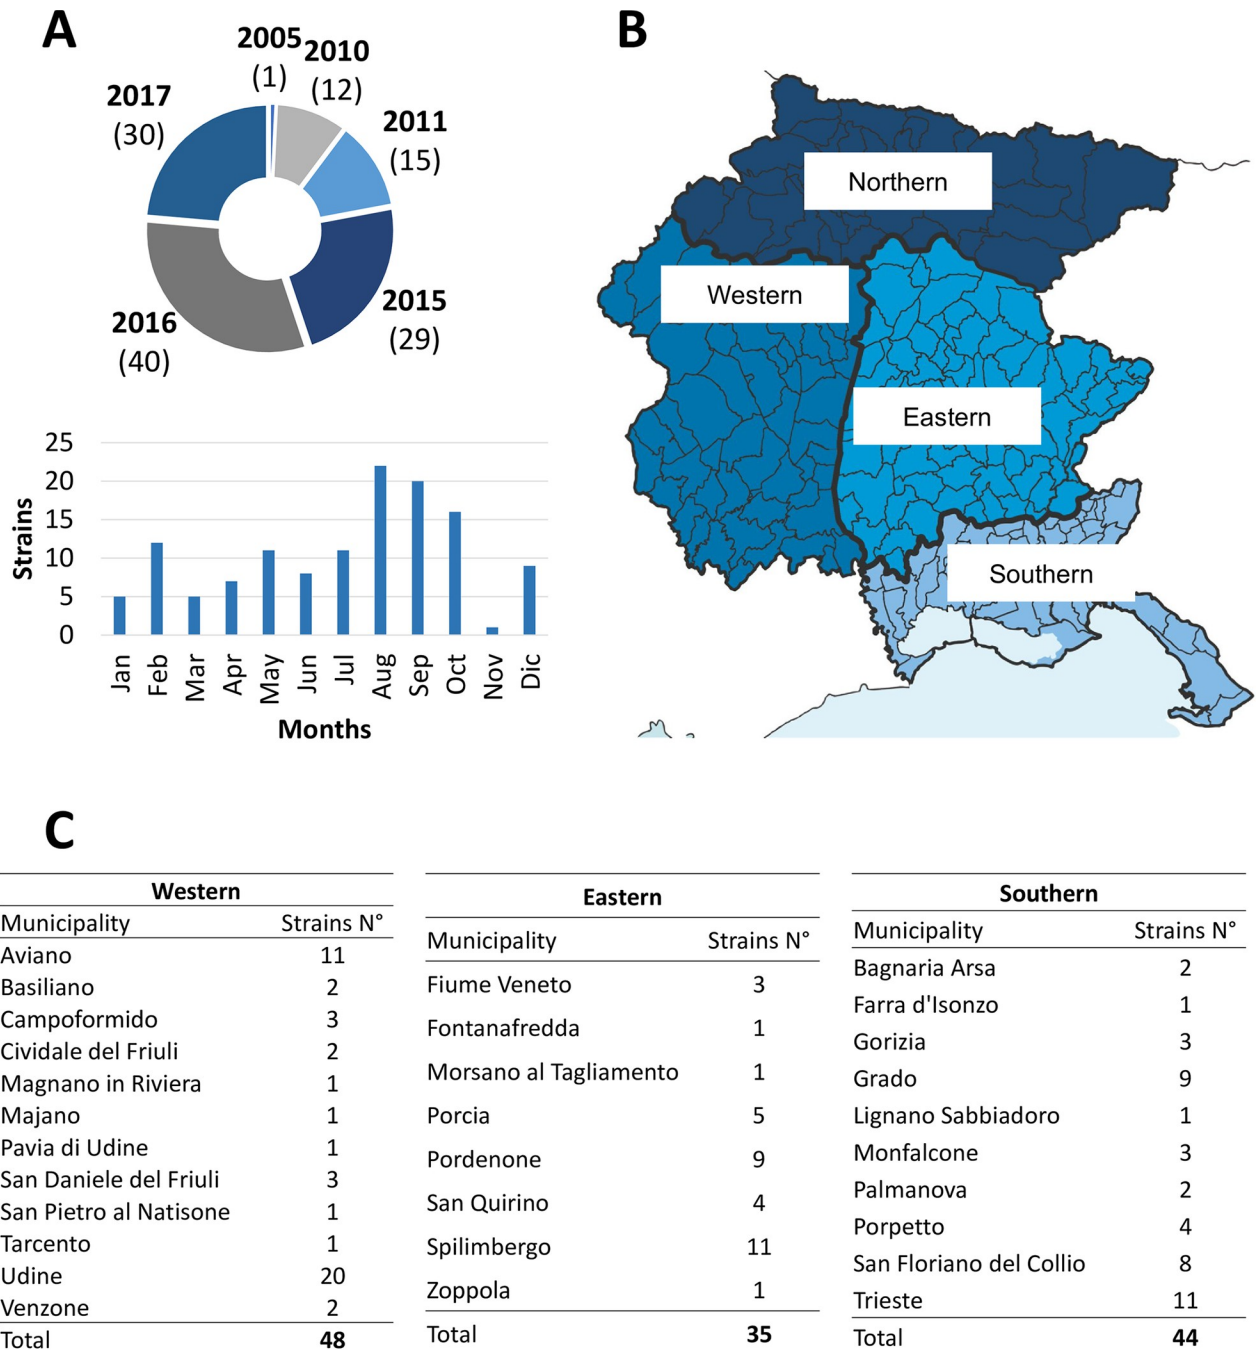 A
2005
(1)
2010
(12)
2017
(30)
2011
(15)
2016
(40)
2015
(29)
25
20
15
10
5
0
Strains
Jan
Feb
Mar
Apr
May
Jun
Jul
Aug
Sep
Oct
Nov
Dic
Months
B
Northern
Western
Eastern
Southern
C
Western
Municipality Strains N°
Aviano 11
Basiliano 2
Campoformido 3
Cividale del Friuli 2
Magnano in Riviera 1
Majano 1
Pavia di Udine 1
San Daniele del Friuli 3
San Pietro al Natisone 1
Tarcento 1
Udine 20
Venzone 2
Total 48
Eastern
Municipality Strains N°
Fiume Veneto 3
Fontanafredda 1
Morsano al Tagliamento 1
Porcia 5
Pordenone 9
San Quirino 4
Spilimbergo 11
Zoppola 1
Total 35
Southern
Municipality Strains N°
Bagnaria Arsa 2
Farra d'Isonzo 1
Gorizia 3
Grado 9
Lignano Sabbiadoro 1
Monfalcone 3
Palmanova 2
Porpetto 4
San Floriano del Collio 8
Trieste 11
Total 44